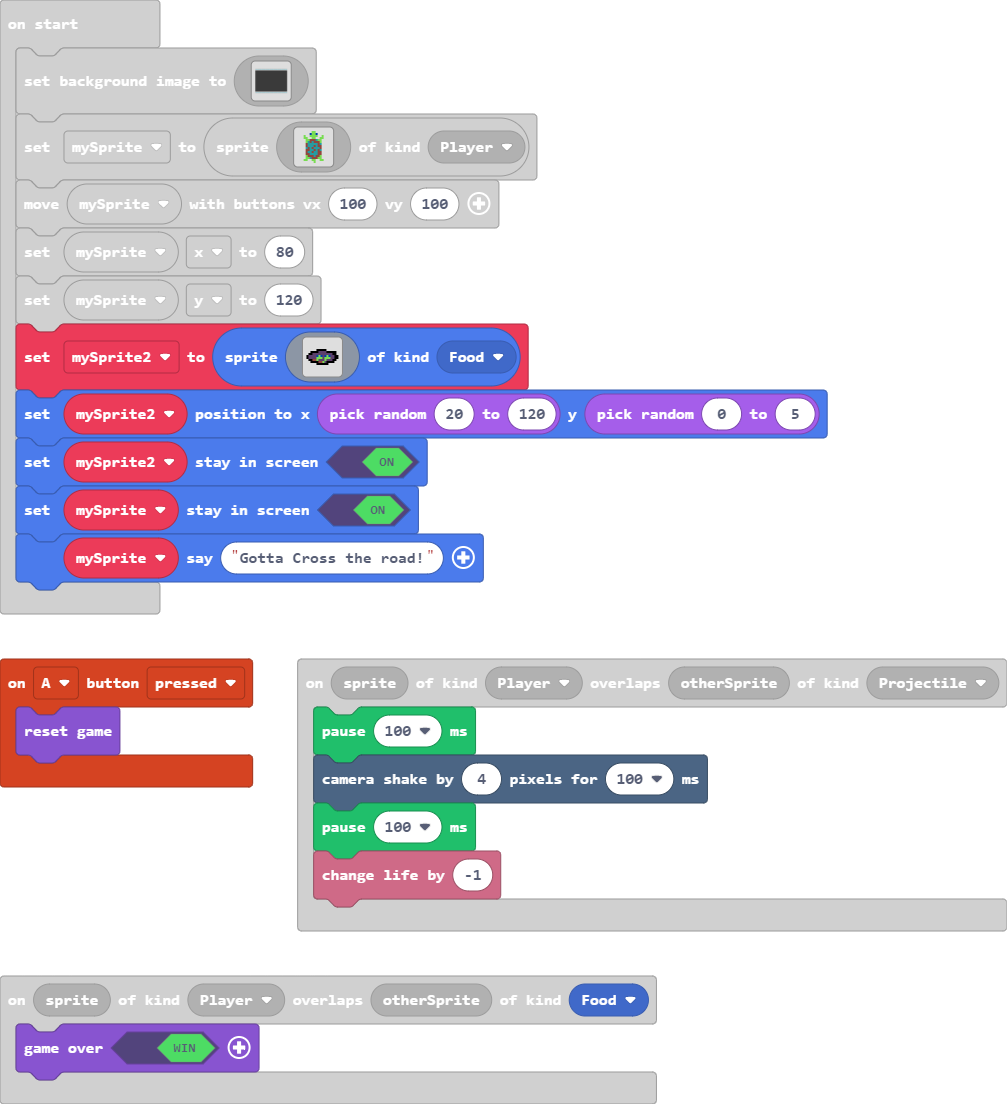 on start
set background image to
set mySprite to sprite of kind Player
move mySprite with buttons vx 100 vy 100
set mySprite x to 80
set mySprite y to 120
set mySprite2 to sprite of kind Food
set mySprite2 position to x pick random 20 to 120 y pick random 0 to 5
set mySprite2 stay in screen ON
set mySprite stay in screen ON
mySprite say "Gotta Cross the road!"
on A button pressed
reset game
on sprite of kind Player overlaps otherSprite of kind Projectile
pause 100 ms
camera shake by 4 pixels for 100 ms
pause 100 ms
change life by -1
on sprite of kind Player overlaps otherSprite of kind Food
game over WIN